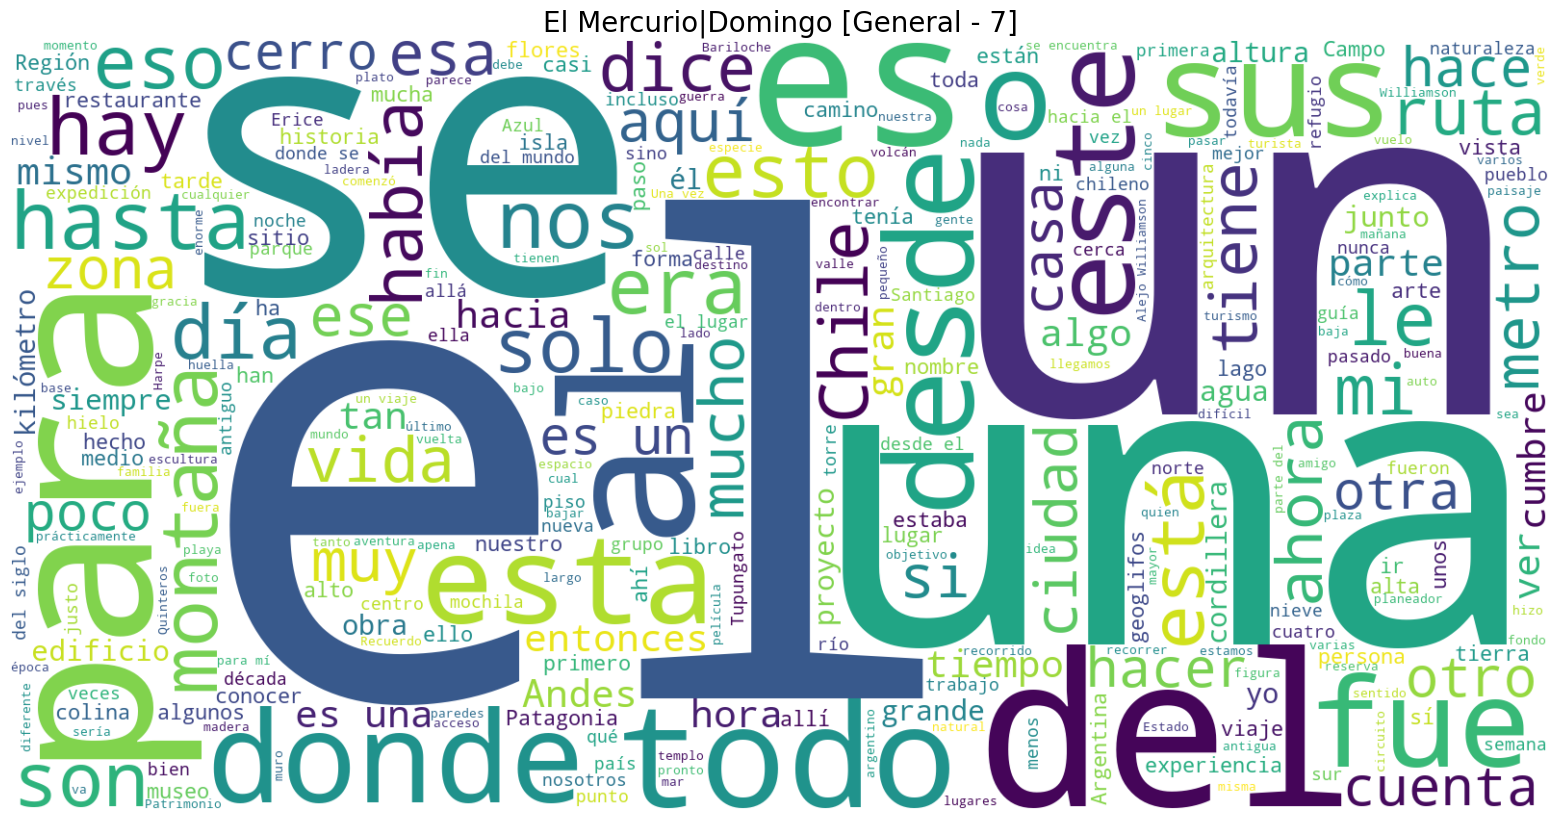 El Mercurio|Domingo [General - 7]
momento
Región
través
eso
cerro
esa
flores
debe
casi
dice
Bariloche
es
o
están
se encuentra
primera
altura
Campo
naturaleza
verde
hace
sus
ruta
plato
parece
mucha
pues
restaurante
hay
nivel
mismo
se
Erice
historia
donde se
ladera
comenzó
había
incluso
guerra
Azul
isla
del mundo
aquí
sino
especie
volcán
toda
camino
nuestra
nada
cosa
hacia el
un lugar
vez
este
todavía
pasar
mejor
refugio
turista
Williamson
vuelo
vista
varios
pueblo
paisaje
expedición
tarde
cualquier
hasta
enorme
noche
sitio
parque
nos
tienen
paso
él
Una vez
esto
encontrar
tenía
gente
desde
ni
alguna
cinco
chileno
casa
cerca
Alejo Williamson
arquitectura
tiene
explica
junto
mañana
nunca
parte
cómo
metro
zona
gracia
para
día
ha
ese
fin
allá
ella
hacia
sol
forma
calle
destino
era
el lugar
lado
valle
dentro
pequeño
Chile
Santiago
gran
nombre
algo
llegamos
un
turismo
guía
baja
arte
le
pasado
buena
lago
agua
mi
auto
difícil
sea
kilómetro
Harpe
base
huella
han
siempre
hielo
hecho
medio
escultura
familia
ejemplo
montaña
antiguo
fuera
un viaje
tan
mundo
último
vuelta
vida
el
solo
bajo
caso
al
piedra
es un
espacio
cual
mucho
torre
desde el
una
ciudad
norte
está
parte del
ahora
amigo
fueron
otra
plaza
quien
cumbre
poco
prácticamente
playa
foto
tanto
aventura
apena
muy
piso
bajar
nueva
nuestro
esta
grupo
libro
ahí
largo
alto
centro
mochila
Recuerdo
obra
ello
entonces
película
Tupungato
proyecto
estaba
lugar
objetivo
si
idea
mayor
geoglifos
cordillera
nieve
cuatro
ir
alta
unos
planeador
ver
hizo
del siglo
justo
Quinteros
edificio
época
para mí
década
conocer
primero
Andes
río
recorrido
tiempo
trabajo
recorrer
estamos
hacer
figura
varias
persona
reserva
tierra
fondo
diferente
veces
colina
sería
algunos
madera
es una
paredes
acceso
Patagonia
qué
hora
allí
grande
natural
del
yo
viaje
Estado
sentido
sí
otro
fue
semana
son
va
bien
museo
Patrimonio
muro
donde
nosotros
punto
país
templo
pronto
mar
todo
argentino
lugares
menos
Argentina
antigua
experiencia
misma
sur
circuito
cuenta